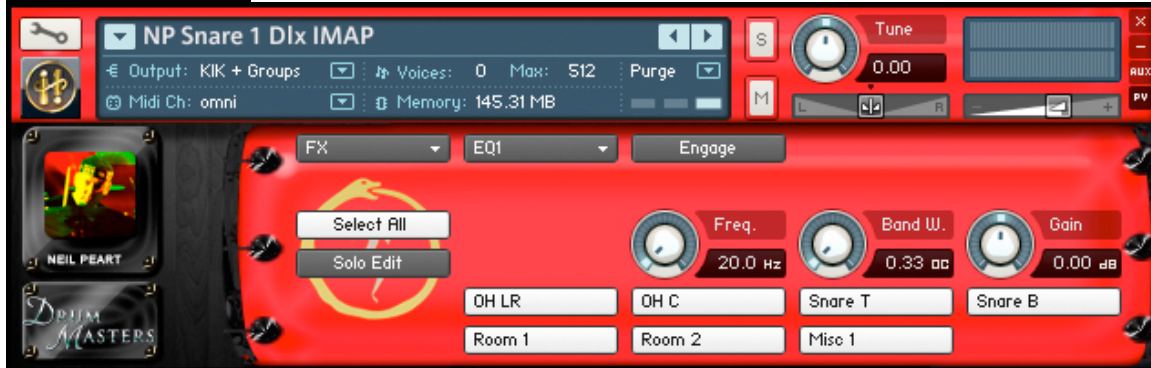 NP Snare 1 Dlx IMAP
Output: KIK + Groups
Voices: 0 Max: 512
Purge
Midi Ch: omni
Memory: 145.31 MB
S
M
Tune
0.00
L R
- +
×
-
AUX
PV
FX
EQ1
Engage
Select All
Solo Edit
Freq.
20.0 Hz
Band W.
0.33 OC
Gain
0.00 dB
NEIL PEART
DRUM
MASTERS
OH LR
OH C
Snare T
Snare B
Room 1
Room 2
Misc 1